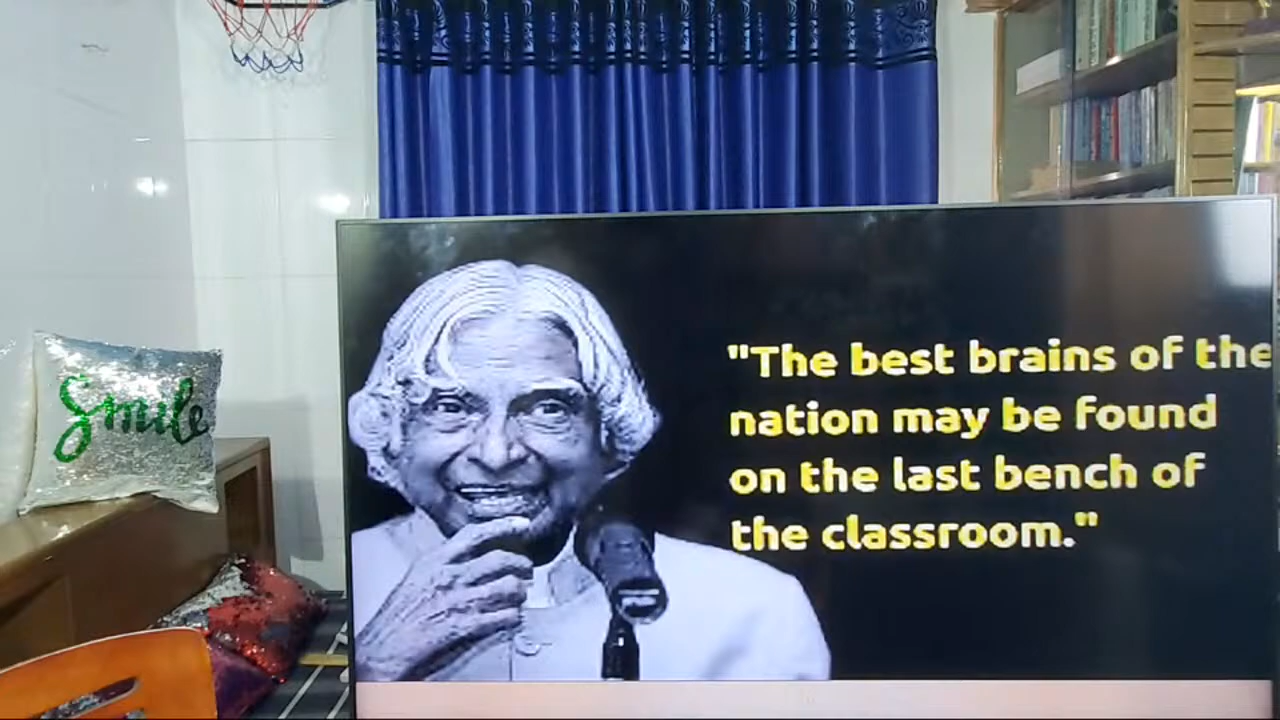 Smile
"The best brains of the
nation may be found
on the last bench of
the classroom."